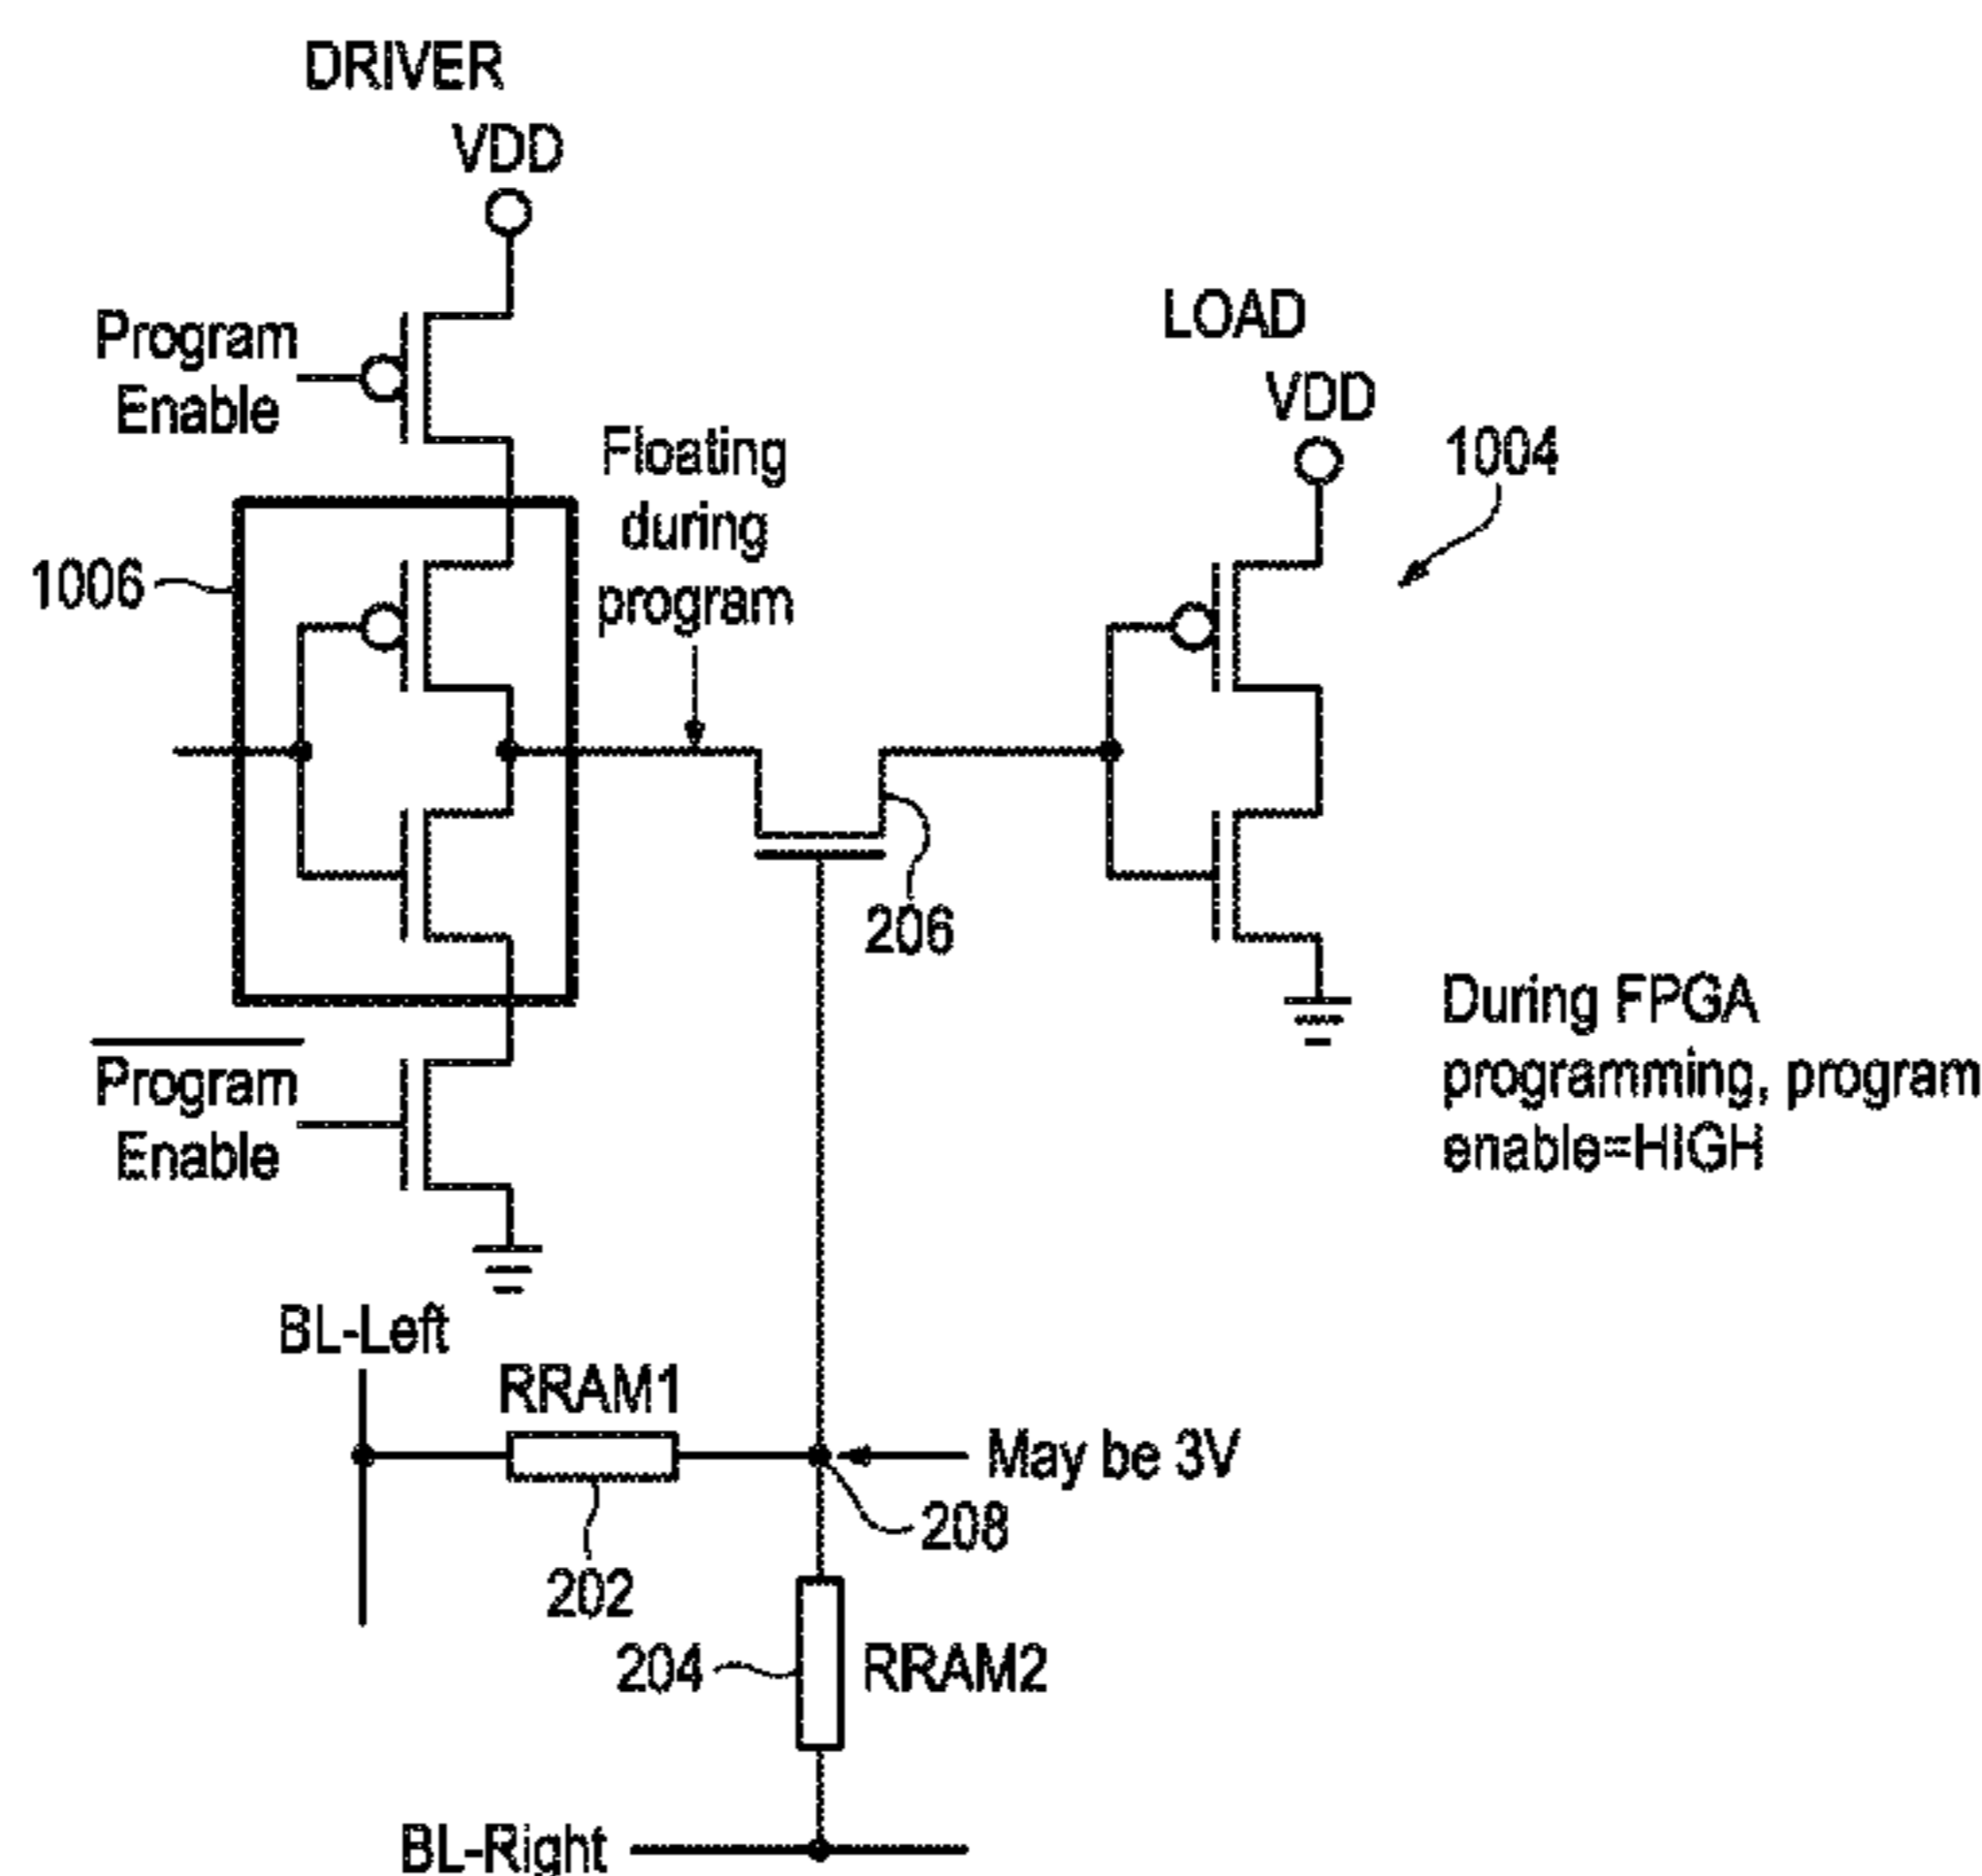 DRIVER
VDD
Program
Enable
LOAD
VDD
1004
Floating
during
program
1006
206
During FPGA
programming, program
enable=HIGH
Program
Enable
BL-Left
RRAM1
May be 3V
208
202
204
RRAM2
BL-Right